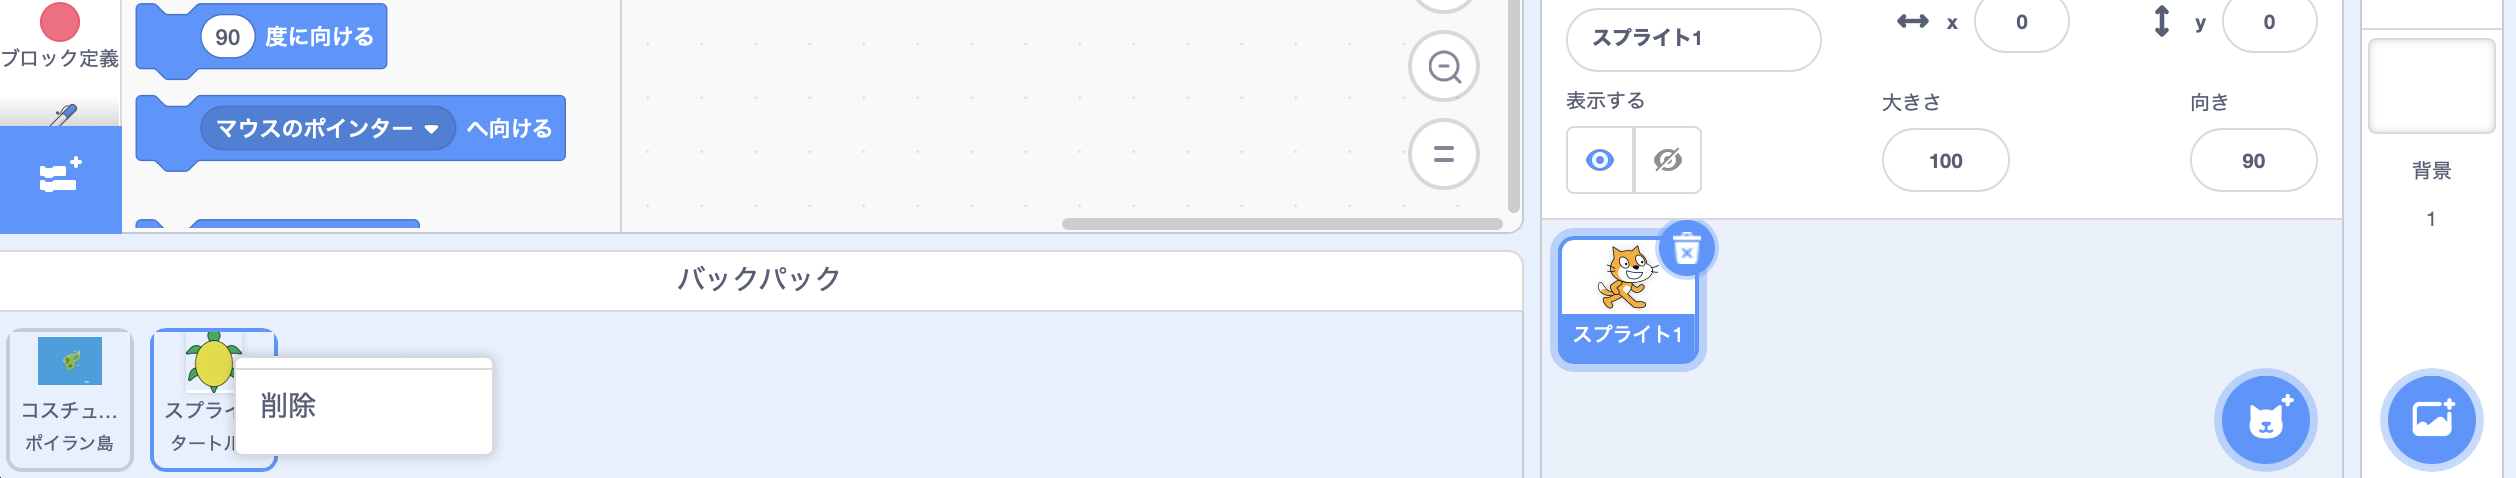 ブロック定義
90 度に向ける
マウスのポインター へ向ける
スプライト1
x 0
y 0
表示する
大きさ
向き
100
90
背景
1
バックパック
スプライト1
コスチュ...
ポイラン島
スプライ
タートル
削除